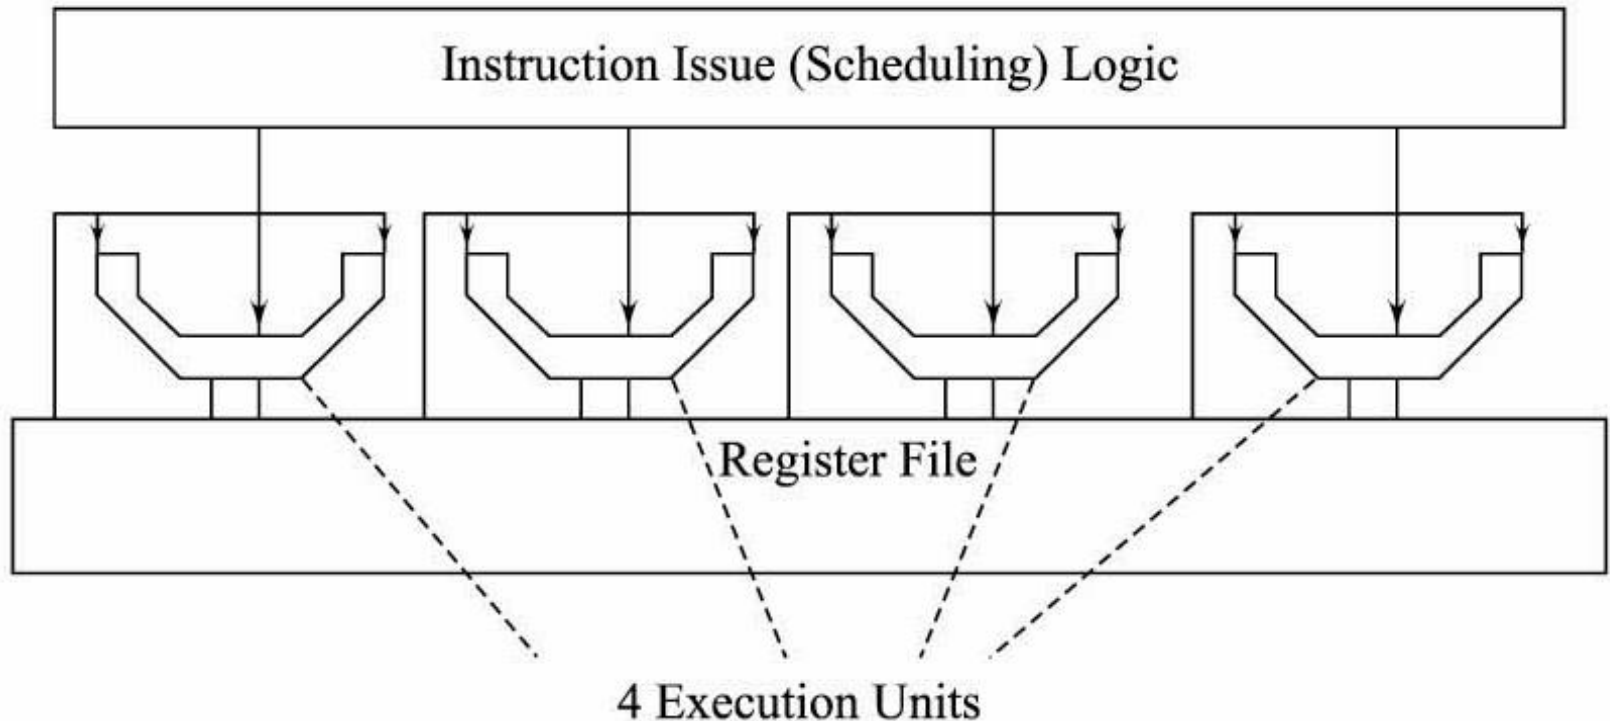 Instruction Issue (Scheduling) Logic
Register File
4 Execution Units